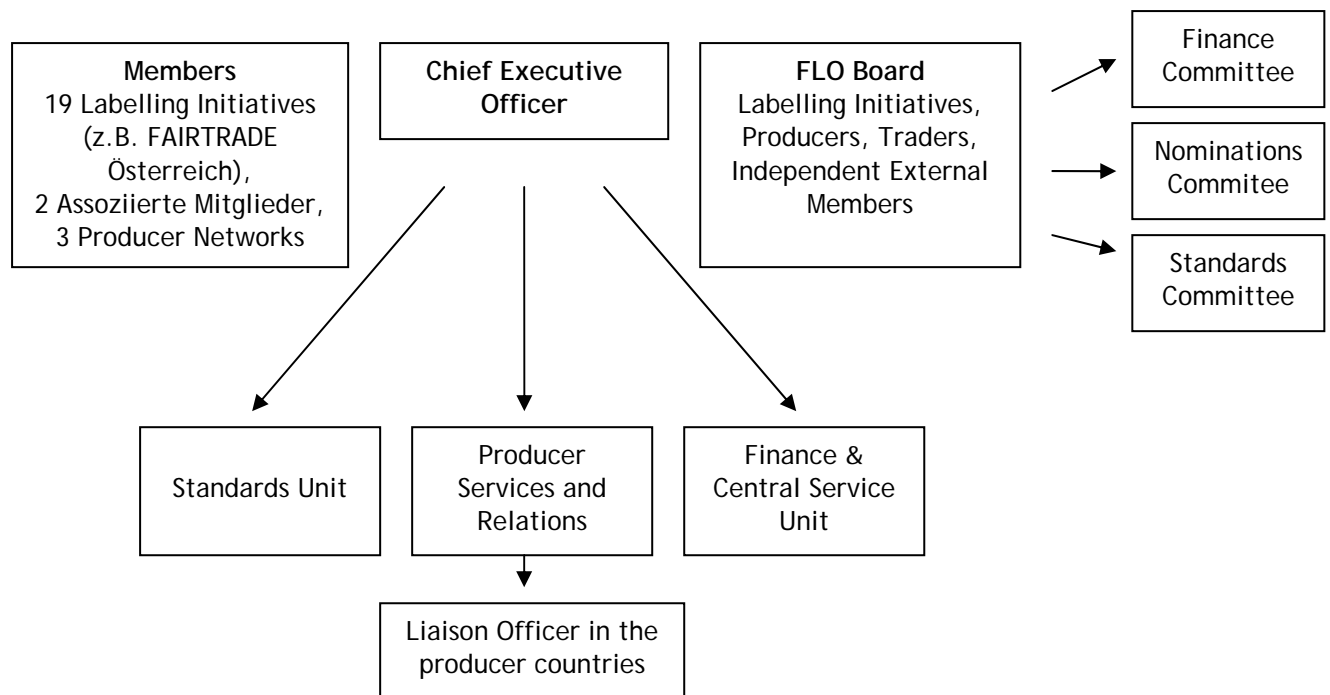 Members
19 Labelling Initiatives
(z.B. FAIRTRADE
Österreich),
2 Assoziierte Mitglieder,
3 Producer Networks
Chief Executive
Officer
FLO Board
Labelling Initiatives,
Producers, Traders,
Independent External
Members
Finance
Committee
Nominations
Commitee
Standards
Committee
Standards Unit
Producer
Services and
Relations
Finance &
Central Service
Unit
Liaison Officer in the
producer countries